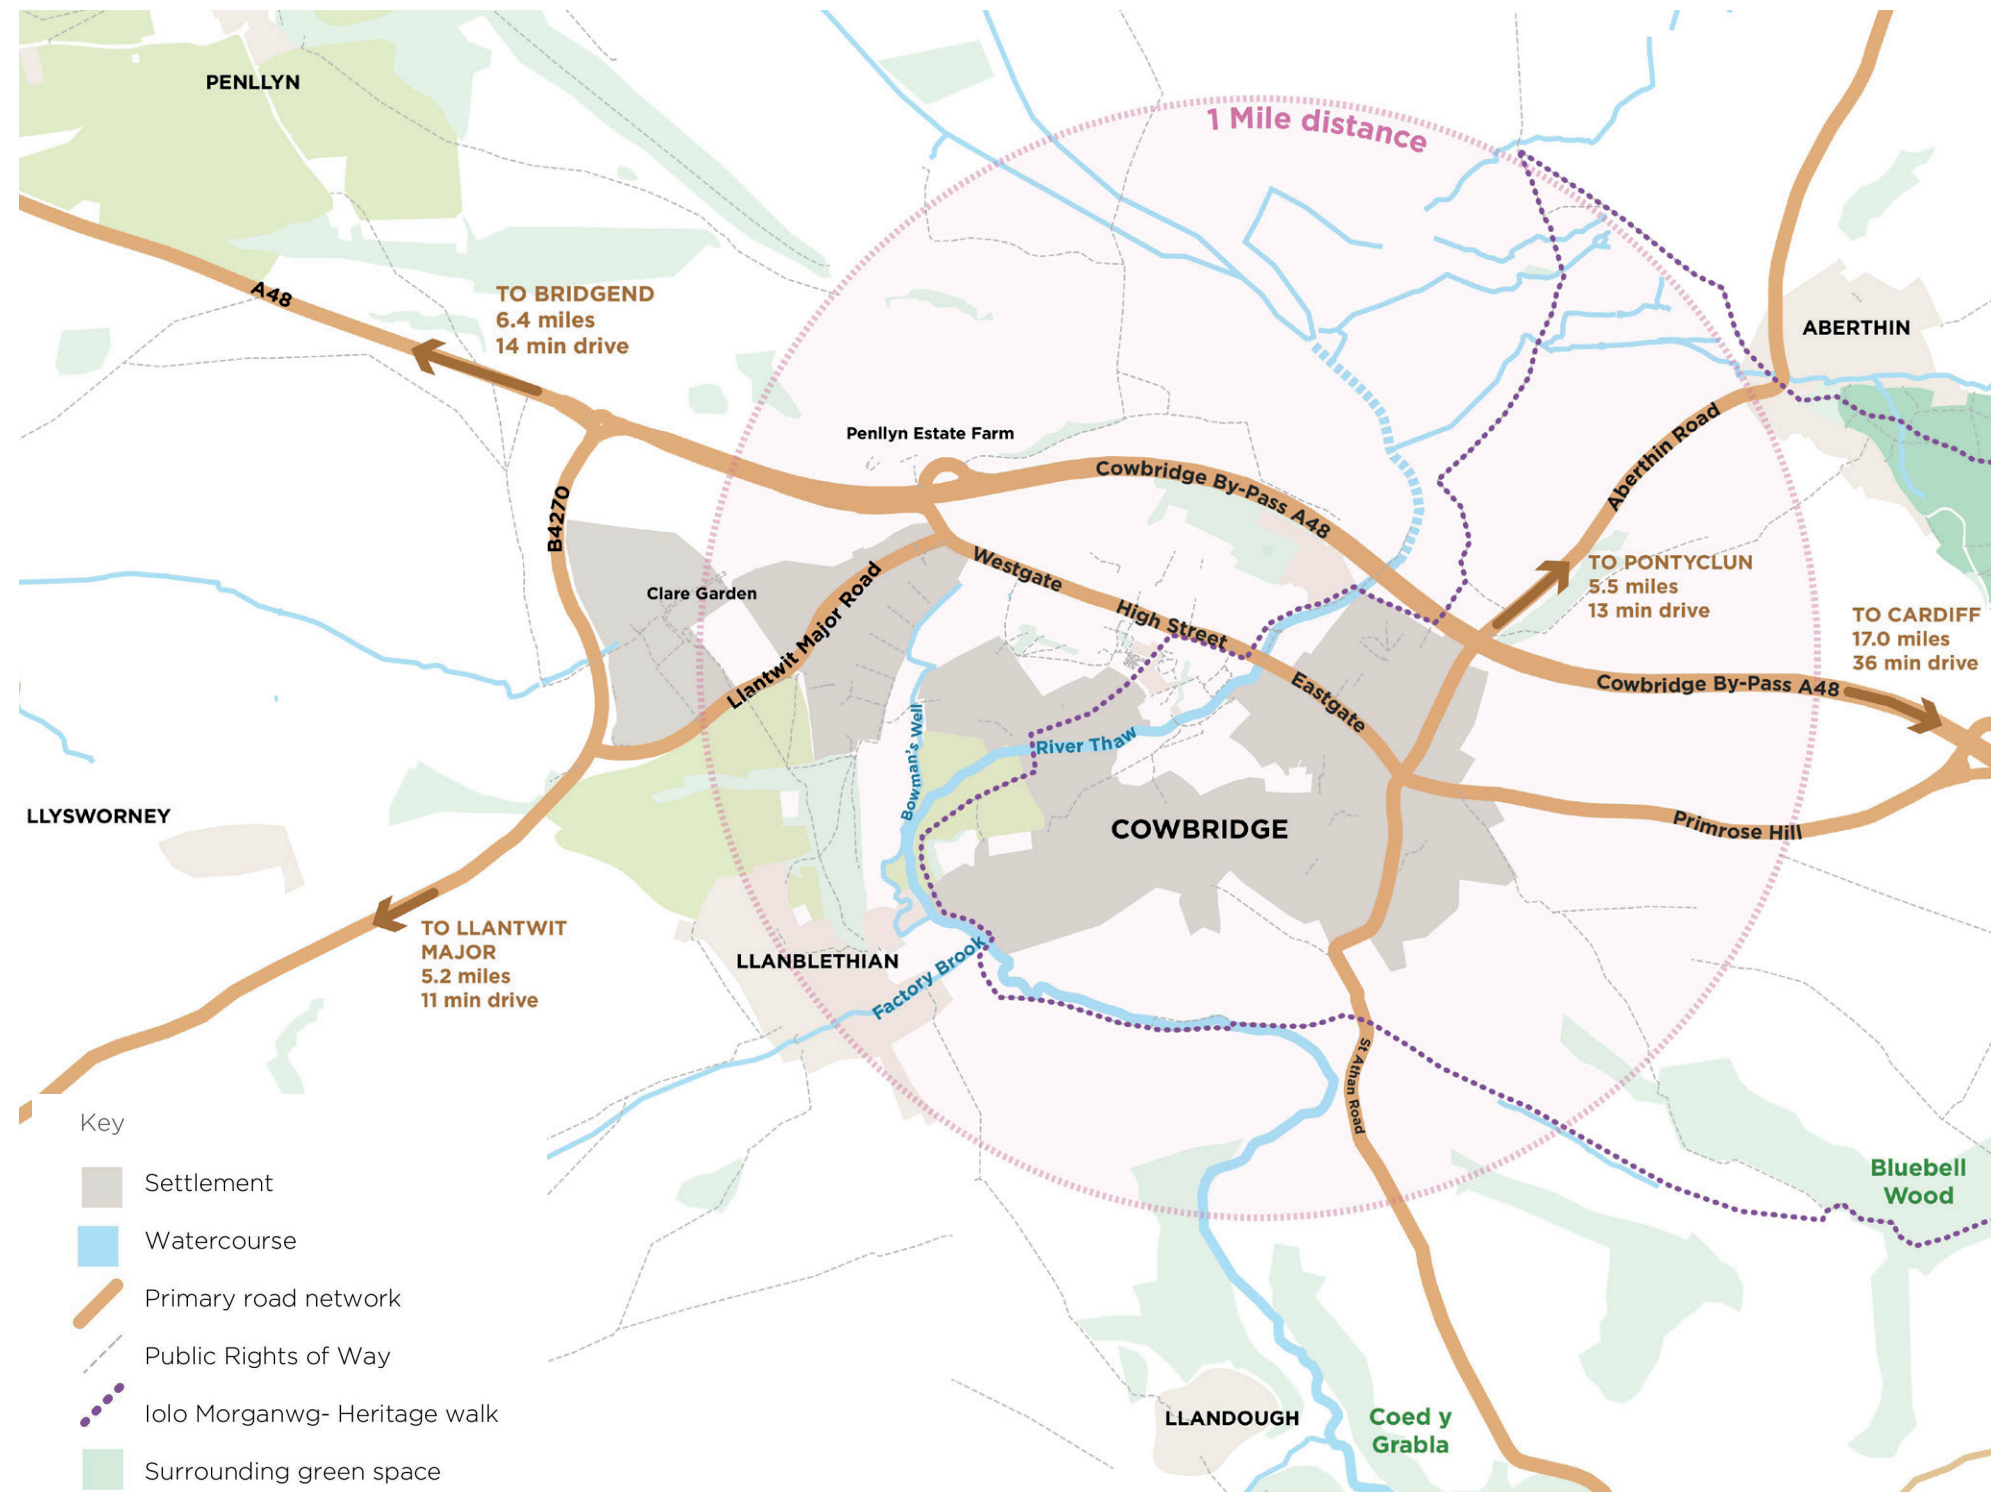 PENLLYN
1 Mile distance
A48
TO BRIDGEND
6.4 miles
14 min drive
ABERTHIN
Penllyn Estate Farm
Cowbridge By-Pass A48
Aberthin Road
B4270
Westgate
Clare Garden
High Street
TO PONTYCLUN
5.5 miles
13 min drive
TO CARDIFF
17.0 miles
36 min drive
Llantwit Major Road
Eastgate
Cowbridge By-Pass A48
Bowman's Well
River Thaw
LLYSWORNEY
COWBRIDGE
Primrose Hill
TO LLANTWIT
MAJOR
5.2 miles
11 min drive
LLANBLETHIAN
Factory Brook
St Athan Road
Bluebell
Wood
LLANDOUGH
Coed y
Grabla
Key
Settlement
Watercourse
Primary road network
Public Rights of Way
Iolo Morganwg- Heritage walk
Surrounding green space